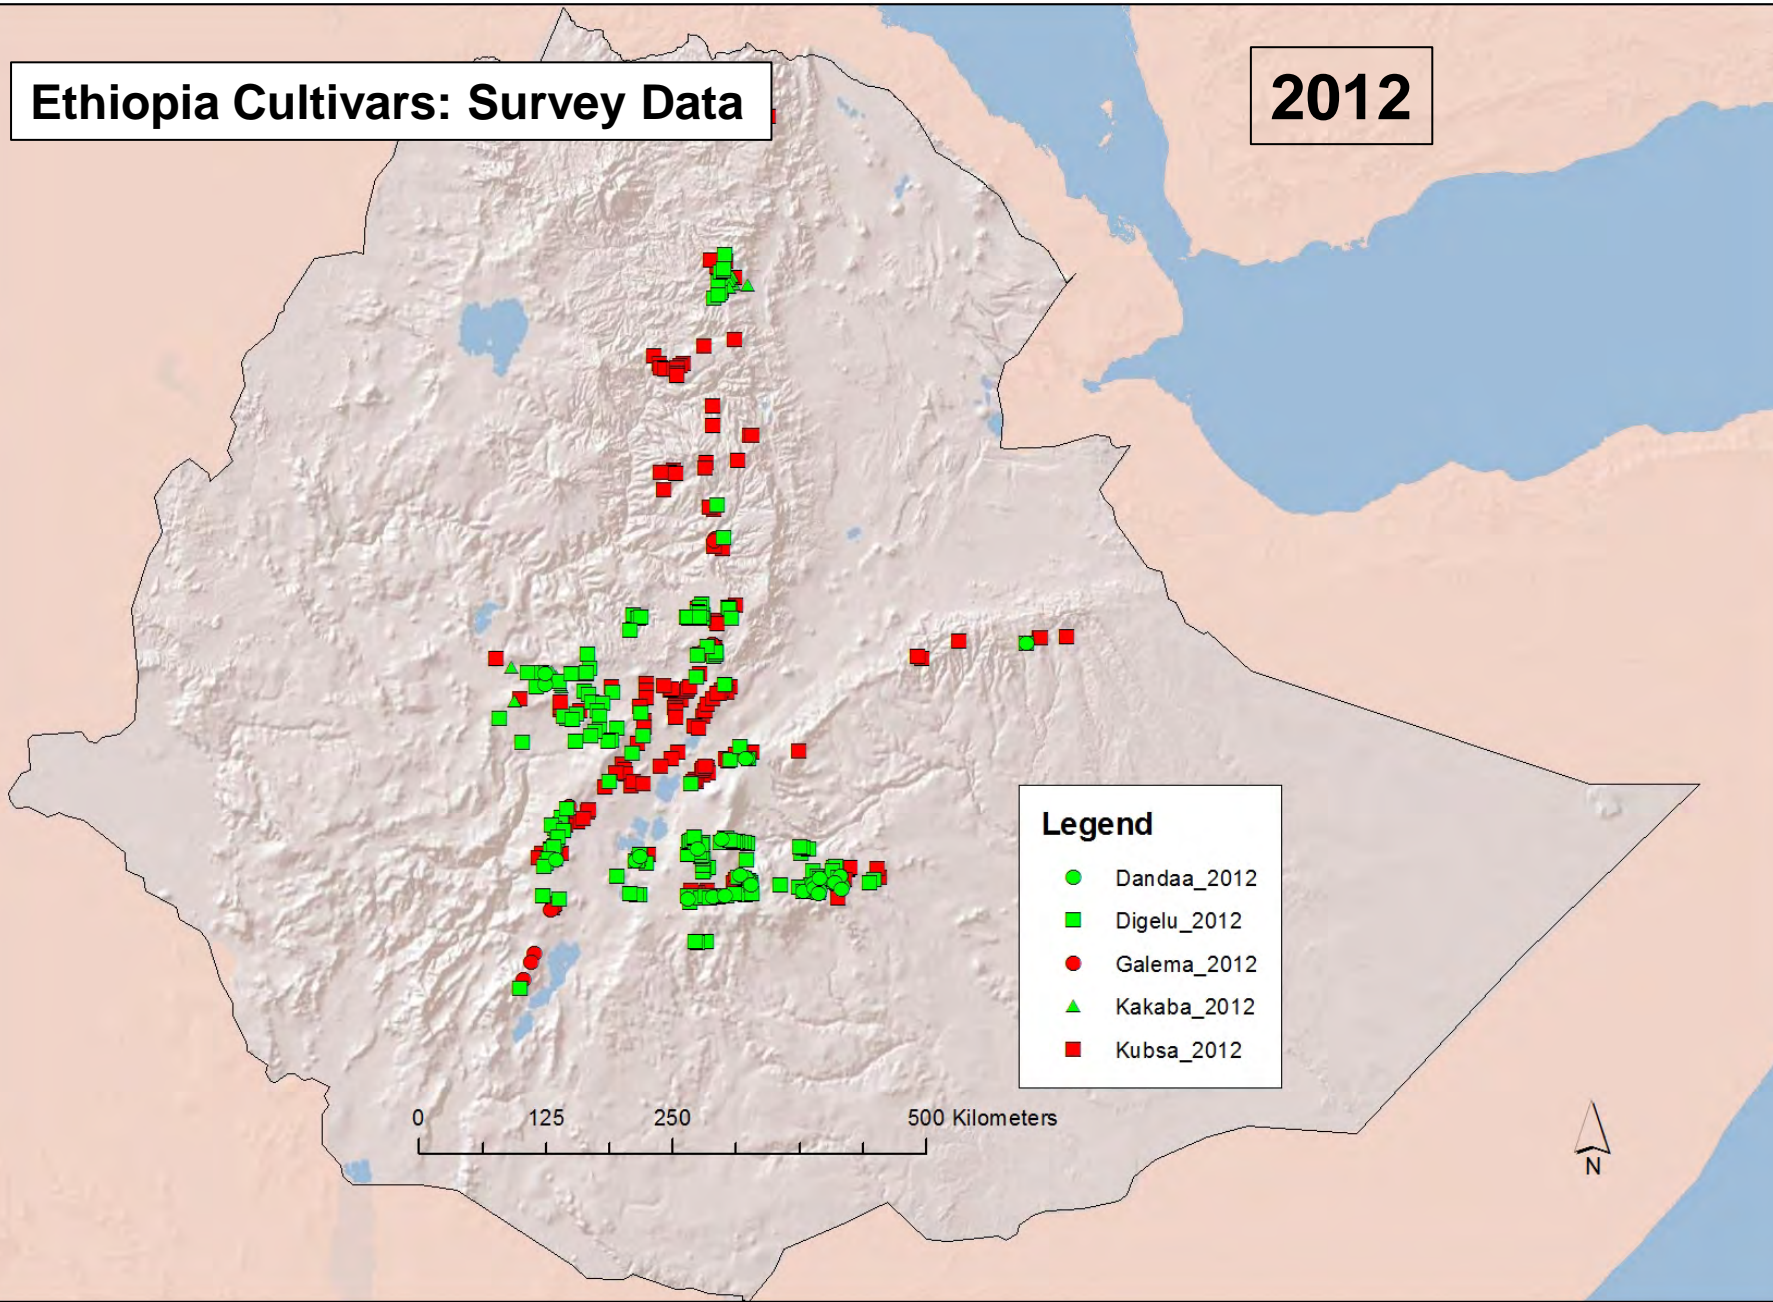 Ethiopia Cultivars: Survey Data
2012
Legend
Dandaa_2012
Digelu_2012
Galema_2012
Kakaba_2012
Kubsa_2012
0 125 250 500 Kilometers
N